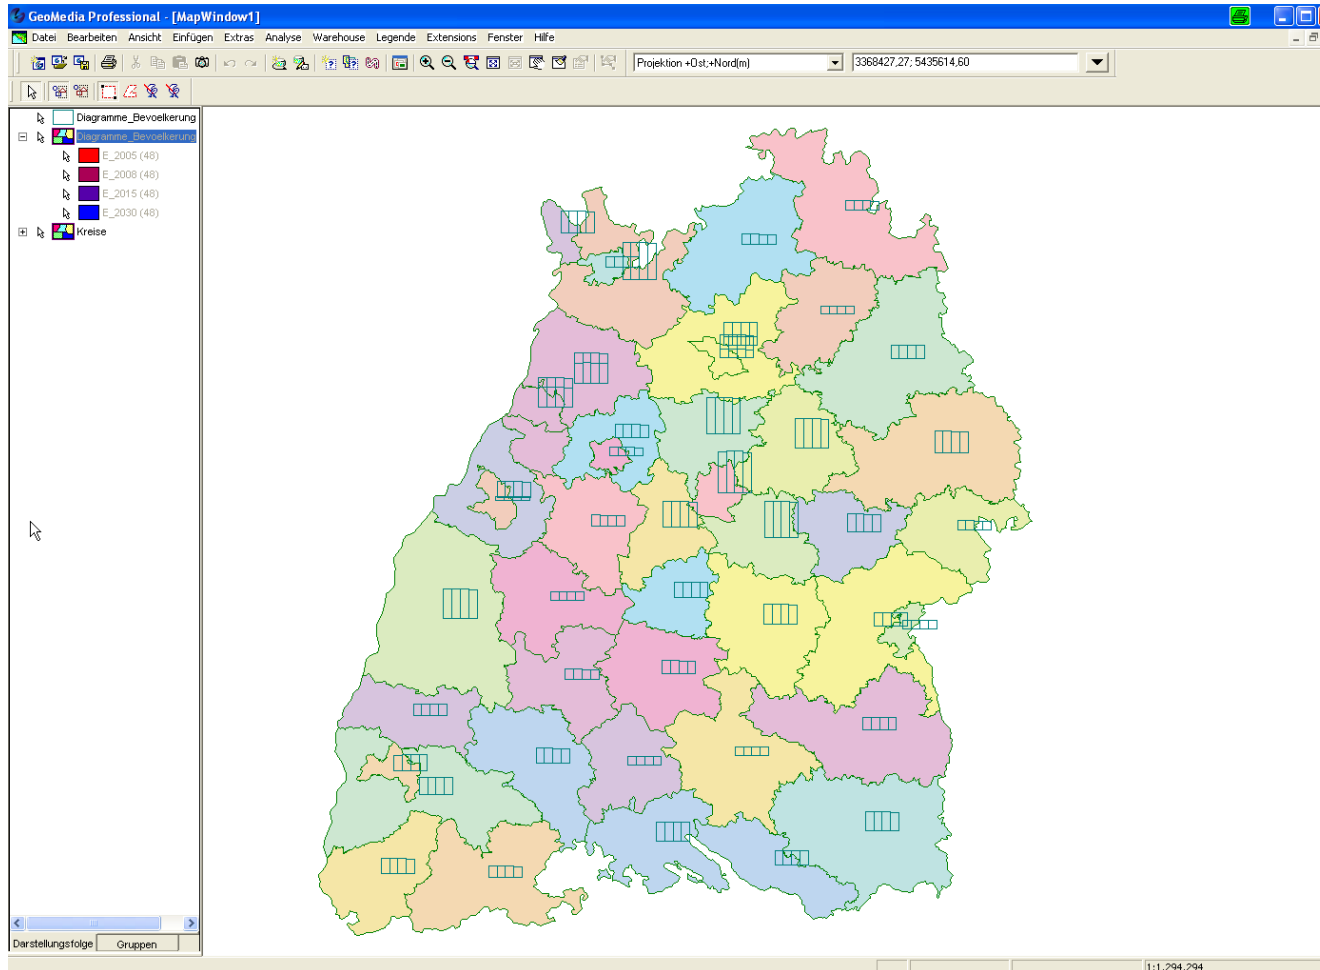 GeoMedia Professional - [MapWindow1]
Datei Bearbeiten Ansicht Einfügen Extras Analyse Warehouse Legende Extensions Fenster Hilfe
Projektion +Ost;+Nord(m) 3368427,27; 5435614,60
Diagramme_Bevoelkerung
Diagramme_Bevoelkerung
E_2005 (48)
E_2008 (48)
E_2015 (48)
E_2030 (48)
Kreise
Darstellungsfolge Gruppen
1:1.294.294